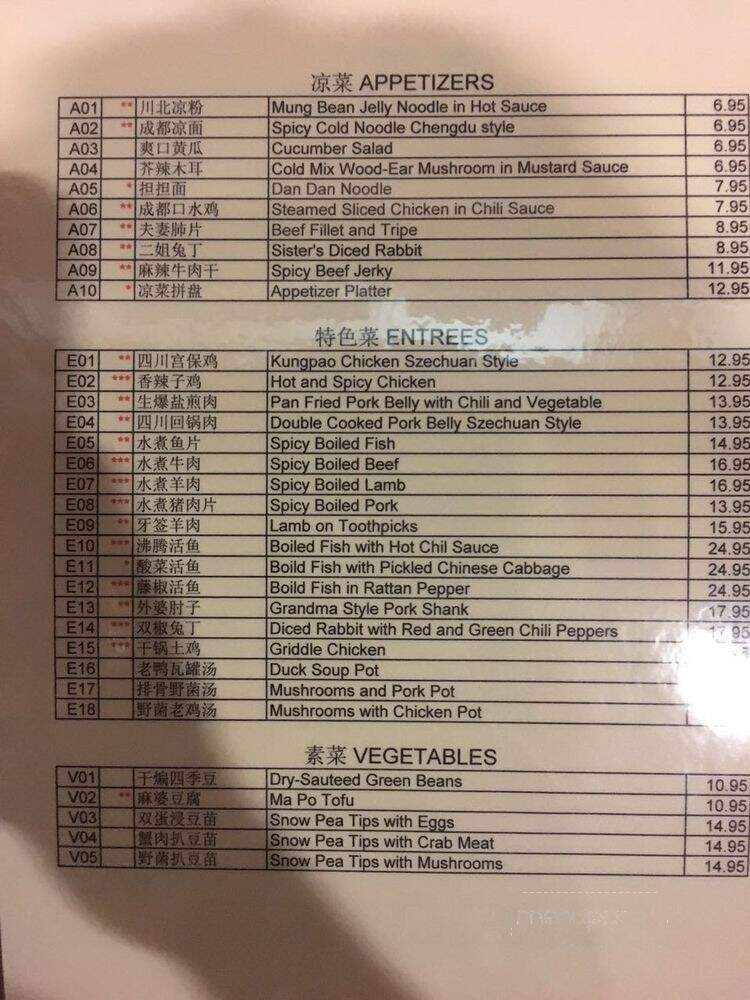 凉菜 APPETIZERS
A01 ** 川北凉粉 Mung Bean Jelly Noodle in Hot Sauce 6.95
A02 ** 成都凉面 Spicy Cold Noodle Chengdu style 6.95
A03 爽口黄瓜 Cucumber Salad 6.95
A04 芥辣木耳 Cold Mix Wood-Ear Mushroom in Mustard Sauce 6.95
A05 * 担担面 Dan Dan Noodle 7.95
A06 ** 成都口水鸡 Steamed Sliced Chicken in Chili Sauce 7.95
A07 ** 夫妻肺片 Beef Fillet and Tripe 8.95
A08 ** 二姐兔丁 Sister's Diced Rabbit 8.95
A09 ** 麻辣牛肉干 Spicy Beef Jerky 11.95
A10 * 凉菜拼盘 Appetizer Platter 12.95
特色菜 ENTREES
E01 ** 四川宫保鸡 Kungpao Chicken Szechuan Style 12.95
E02 *** 香辣子鸡 Hot and Spicy Chicken 12.95
E03 ** 生爆盐煎肉 Pan Fried Pork Belly with Chili and Vegetable 13.95
E04 ** 四川回锅肉 Double Cooked Pork Belly Szechuan Style 13.95
E05 ** 水煮鱼片 Spicy Boiled Fish 14.95
E06 *** 水煮牛肉 Spicy Boiled Beef 16.95
E07 *** 水煮羊肉 Spicy Boiled Lamb 16.95
E08 *** 水煮猪肉片 Spicy Boiled Pork 13.95
E09 ** 牙签羊肉 Lamb on Toothpicks 15.95
E10 *** 沸腾活鱼 Boiled Fish with Hot Chil Sauce 24.95
E11 * 酸菜活鱼 Boild Fish with Pickled Chinese Cabbage 24.95
E12 *** 藤椒活鱼 Boild Fish in Rattan Pepper 24.95
E13 ** 外婆肘子 Grandma Style Pork Shank 17.95
E14 *** 双椒兔丁 Diced Rabbit with Red and Green Chili Peppers 17.95
E15 *** 干锅土鸡 Griddle Chicken
E16 老鸭瓦罐汤 Duck Soup Pot
E17 排骨野菌汤 Mushrooms and Pork Pot
E18 野菌老鸡汤 Mushrooms with Chicken Pot
素菜 VEGETABLES
V01 干煸四季豆 Dry-Sauteed Green Beans 10.95
V02 ** 麻婆豆腐 Ma Po Tofu 10.95
V03 双蛋浸豆苗 Snow Pea Tips with Eggs 14.95
V04 蟹肉扒豆苗 Snow Pea Tips with Crab Meat 14.95
V05 野菌扒豆苗 Snow Pea Tips with Mushrooms 14.95